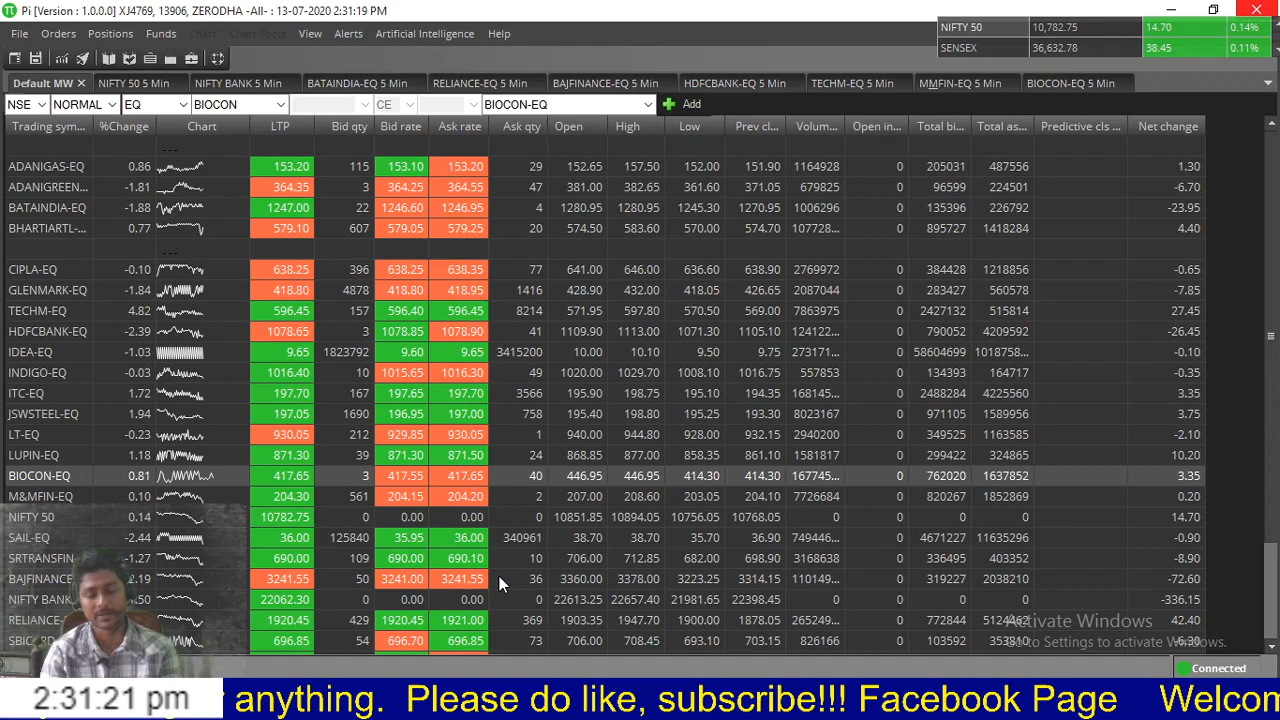 Pi [Version : 1.0.0.0] XJ4769, 13906, ZERODHA -All- : 13-07-2020 2:31:19 PM
File Orders Positions Funds Chart Chart Tools View Alerts Artificial Intelligence Help
NIFTY 50 10,782.75 14.70 0.14%
SENSEX 36,632.78 38.45 0.11%
Default MW NIFTY 50 5 Min NIFTY BANK 5 Min BATAINDIA-EQ 5 Min RELIANCE-EQ 5 Min BAJFINANCE-EQ 5 Min HDFCBANK-EQ 5 Min TECHM-EQ 5 Min MMFIN-EQ 5 Min BIOCON-EQ 5 Min
NSE NORMAL EQ BIOCON CE BIOCON-EQ Add
Trading sym... %Change Chart LTP Bid qty Bid rate Ask rate Ask qty Open High Low Prev cl... Volum... Open in... Total bi... Total as... Predictive cls ... Net change
---
ADANIGAS-EQ 0.86 153.20 115 153.10 153.20 29 152.65 157.50 152.00 151.90 1164928 0 205031 487556 1.30
ADANIGREEN... -1.81 364.35 3 364.25 364.55 47 381.00 382.65 361.60 371.05 679825 0 96599 224501 -6.70
BATAINDIA-EQ -1.88 1247.00 22 1246.60 1246.95 4 1280.95 1280.95 1245.30 1270.95 1006296 0 135396 226792 -23.95
BHARTIARTL-... 0.77 579.10 607 579.05 579.25 20 574.50 583.60 570.00 574.70 107728... 0 895727 1418284 4.40
---
CIPLA-EQ -0.10 638.25 396 638.25 638.35 77 641.00 646.00 636.60 638.90 2769972 0 384428 1218856 -0.65
GLENMARK-EQ -1.84 418.80 4878 418.80 418.95 1416 428.90 432.00 418.05 426.65 2087044 0 283427 560578 -7.85
TECHM-EQ 4.82 596.45 157 596.40 596.45 8214 571.95 597.80 570.50 569.00 7863975 0 2427132 515814 27.45
HDFCBANK-EQ -2.39 1078.65 3 1078.85 1078.90 41 1109.90 1113.00 1071.30 1105.10 124122... 0 790052 4209592 -26.45
IDEA-EQ -1.03 9.65 1823792 9.60 9.65 3415200 10.00 10.10 9.50 9.75 273171... 0 58604699 1018758... -0.10
INDIGO-EQ -0.03 1016.40 10 1015.65 1016.30 49 1020.00 1029.70 1008.10 1016.75 557853 0 134393 164717 -0.35
ITC-EQ 1.72 197.70 167 197.65 197.70 3566 195.90 198.75 195.10 194.35 168145... 0 2488284 4225560 3.35
JSWSTEEL-EQ 1.94 197.05 1690 196.95 197.00 758 195.40 198.80 195.25 193.30 8023167 0 971105 1589956 3.75
LT-EQ -0.23 930.05 212 929.85 930.05 1 940.00 944.80 928.00 932.15 2940200 0 349525 1163585 -2.10
LUPIN-EQ 1.18 871.30 39 871.30 871.50 24 868.85 877.00 858.35 861.10 1581817 0 299422 324865 10.20
BIOCON-EQ 0.81 417.65 3 417.55 417.65 40 446.95 446.95 414.30 414.30 167745... 0 762020 1637852 3.35
M&MFIN-EQ 0.10 204.30 561 204.15 204.20 2 207.00 208.60 203.05 204.10 7726684 0 820267 1852869 0.20
NIFTY 50 0.14 10782.75 0 0.00 0.00 0 10851.85 10894.05 10756.05 10768.05 0 0 0 14.70
SAIL-EQ -2.44 36.00 125840 35.95 36.00 340961 38.70 38.70 35.70 36.90 749446... 0 4671227 11635296 -0.90
SRTRANSFIN... -1.27 690.00 109 690.00 690.10 10 706.00 712.85 682.00 698.90 3168638 0 336495 403352 -8.90
BAJFINANCE... 2.19 3241.55 50 3241.00 3241.55 36 3360.00 3378.00 3223.25 3314.15 110149... 0 319227 2038210 -72.60
NIFTY BANK .50 22062.30 0 0.00 0.00 0 22613.25 22657.40 21981.65 22398.45 0 0 0 -336.15
RELIANCE-... 1920.45 429 1920.45 1921.00 369 1903.35 1947.70 1900.00 1878.05 265249... 0 772844 5124462 42.40
696.85 54 696.70 696.85 73 706.00 708.45 693.10 703.15 1926166 0 103592 353810
Activate Windows
Go to Settings to activate Windows.
Connected
2:31:21 pm
anything. Please do like, subscribe!!! Facebook Page Welcom